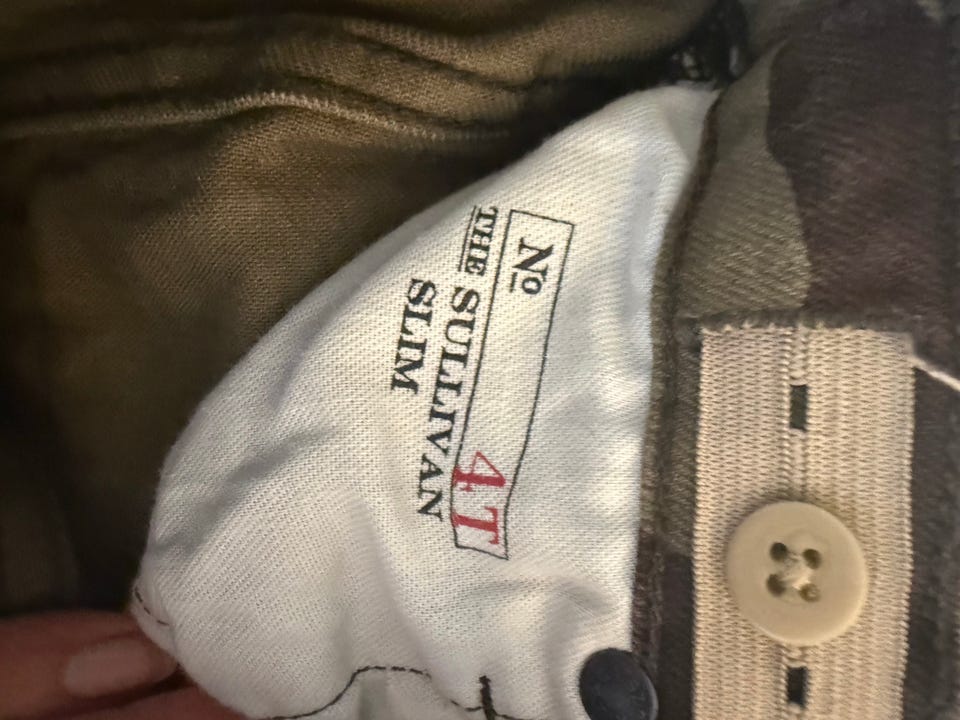 No 4T
THE SULLIVAN
SLIM